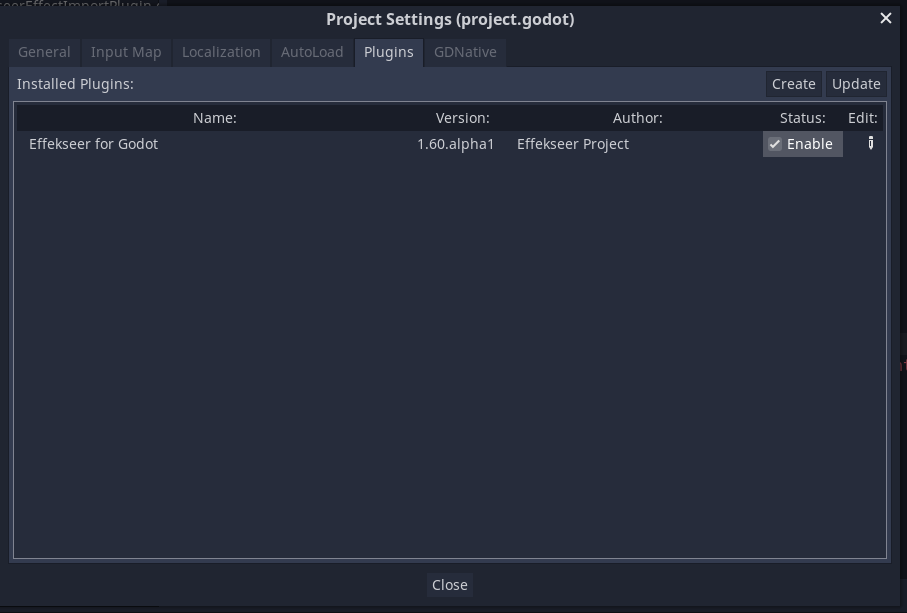 Project Settings (project.godot)
General Input Map Localization AutoLoad Plugins GDNative
Installed Plugins: Create Update
Name: Version: Author: Status: Edit:
Effekseer for Godot 1.60.alpha1 Effekseer Project Enable
Close